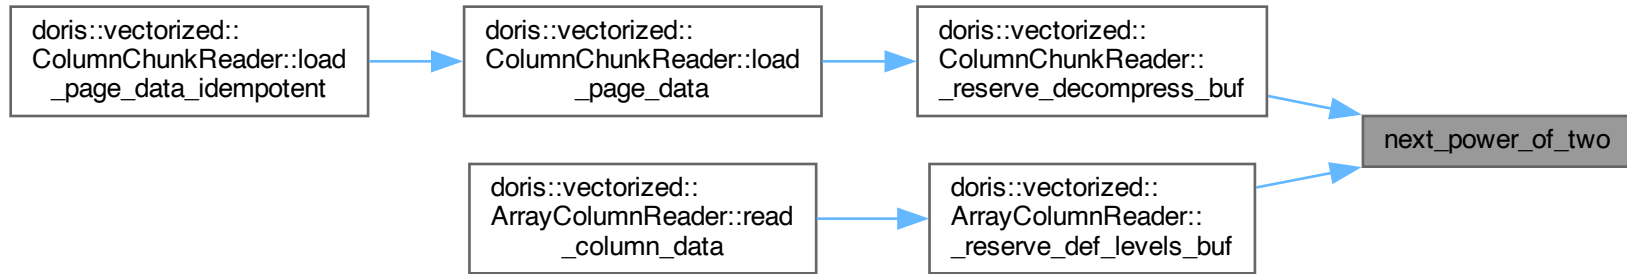 doris::vectorized::
ColumnChunkReader::load
_page_data_idempotent
doris::vectorized::
ColumnChunkReader::load
_page_data
doris::vectorized::
ColumnChunkReader::
_reserve_decompress_buf
next_power_of_two
doris::vectorized::
ArrayColumnReader::read
_column_data
doris::vectorized::
ArrayColumnReader::
_reserve_def_levels_buf